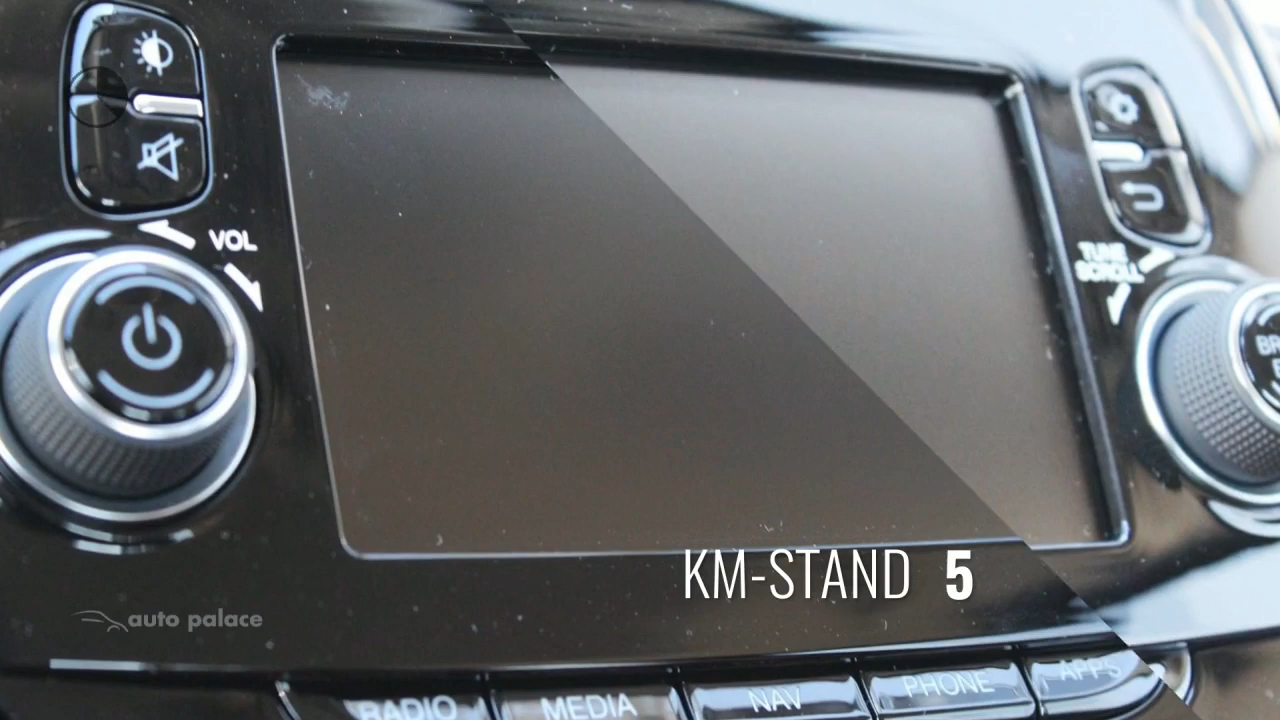 VOL
TUNE
SCROLL
KM-STAND 5
auto palace
RADIO MEDIA NAV PHONE APPS